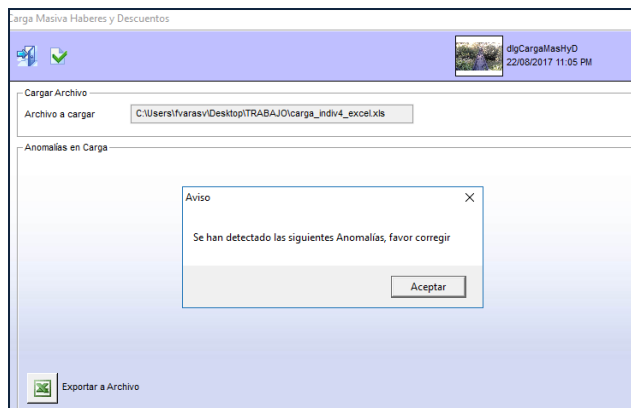 Carga Masiva Haberes y Descuentos
dlgCargaMasHyD
22/08/2017 11:05 PM
Cargar Archivo
Archivo a cargar C:\Users\fvarasv\Desktop\TRABAJO\carga_indiv4_excel.xls
Anomalías en Carga
Aviso
Se han detectado las siguientes Anomalías, favor corregir
Aceptar
Exportar a Archivo